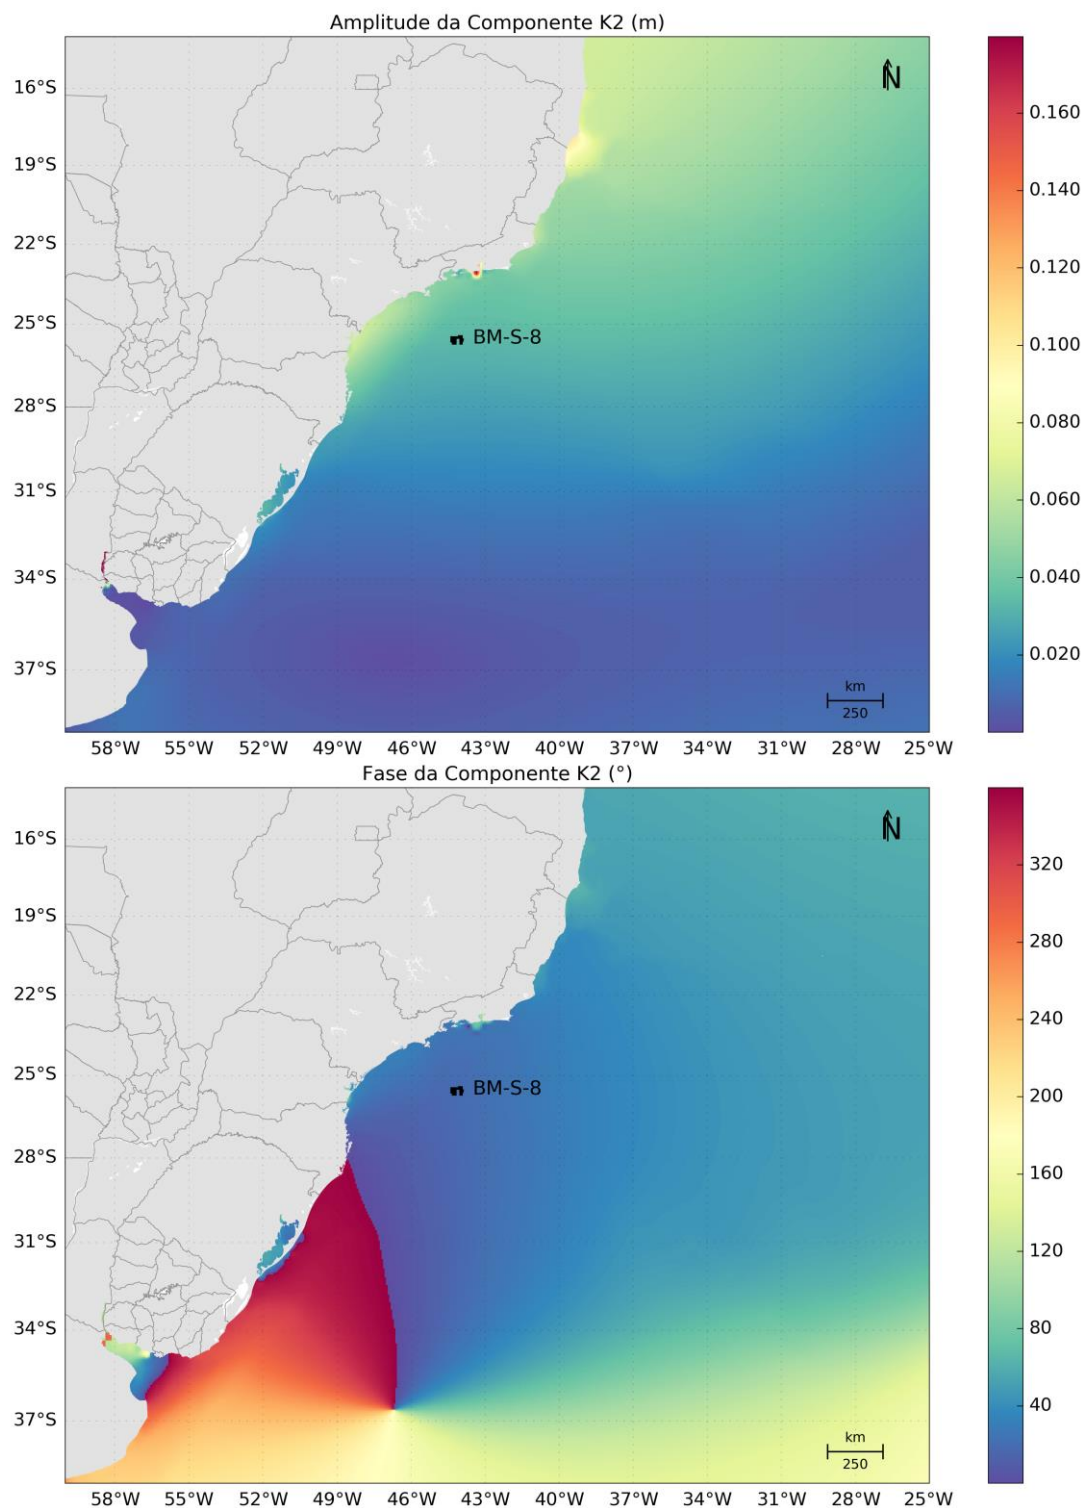 Amplitude da Componente K2 (m)
N
16°S
19°S
22°S
25°S
28°S
31°S
34°S
37°S
BM-S-8
km
250
58°W 55°W 52°W 49°W 46°W 43°W 40°W 37°W 34°W 31°W 28°W 25°W
0.160
0.140
0.120
0.100
0.080
0.060
0.040
0.020
Fase da Componente K2 (°)
N
16°S
19°S
22°S
25°S
28°S
31°S
34°S
37°S
BM-S-8
km
250
58°W 55°W 52°W 49°W 46°W 43°W 40°W 37°W 34°W 31°W 28°W 25°W
320
280
240
200
160
120
80
40